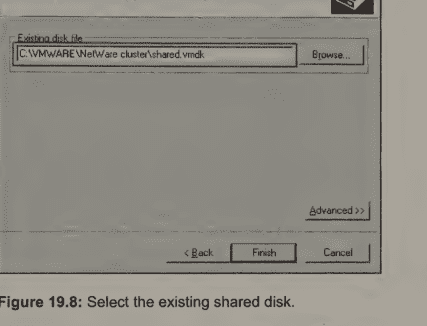 Existing disk file
C:\VMWARE\NetWare cluster\shared.vmdk
Browse...
Advanced >>
< Back
Finish
Cancel
Figure 19.8: Select the existing shared disk.